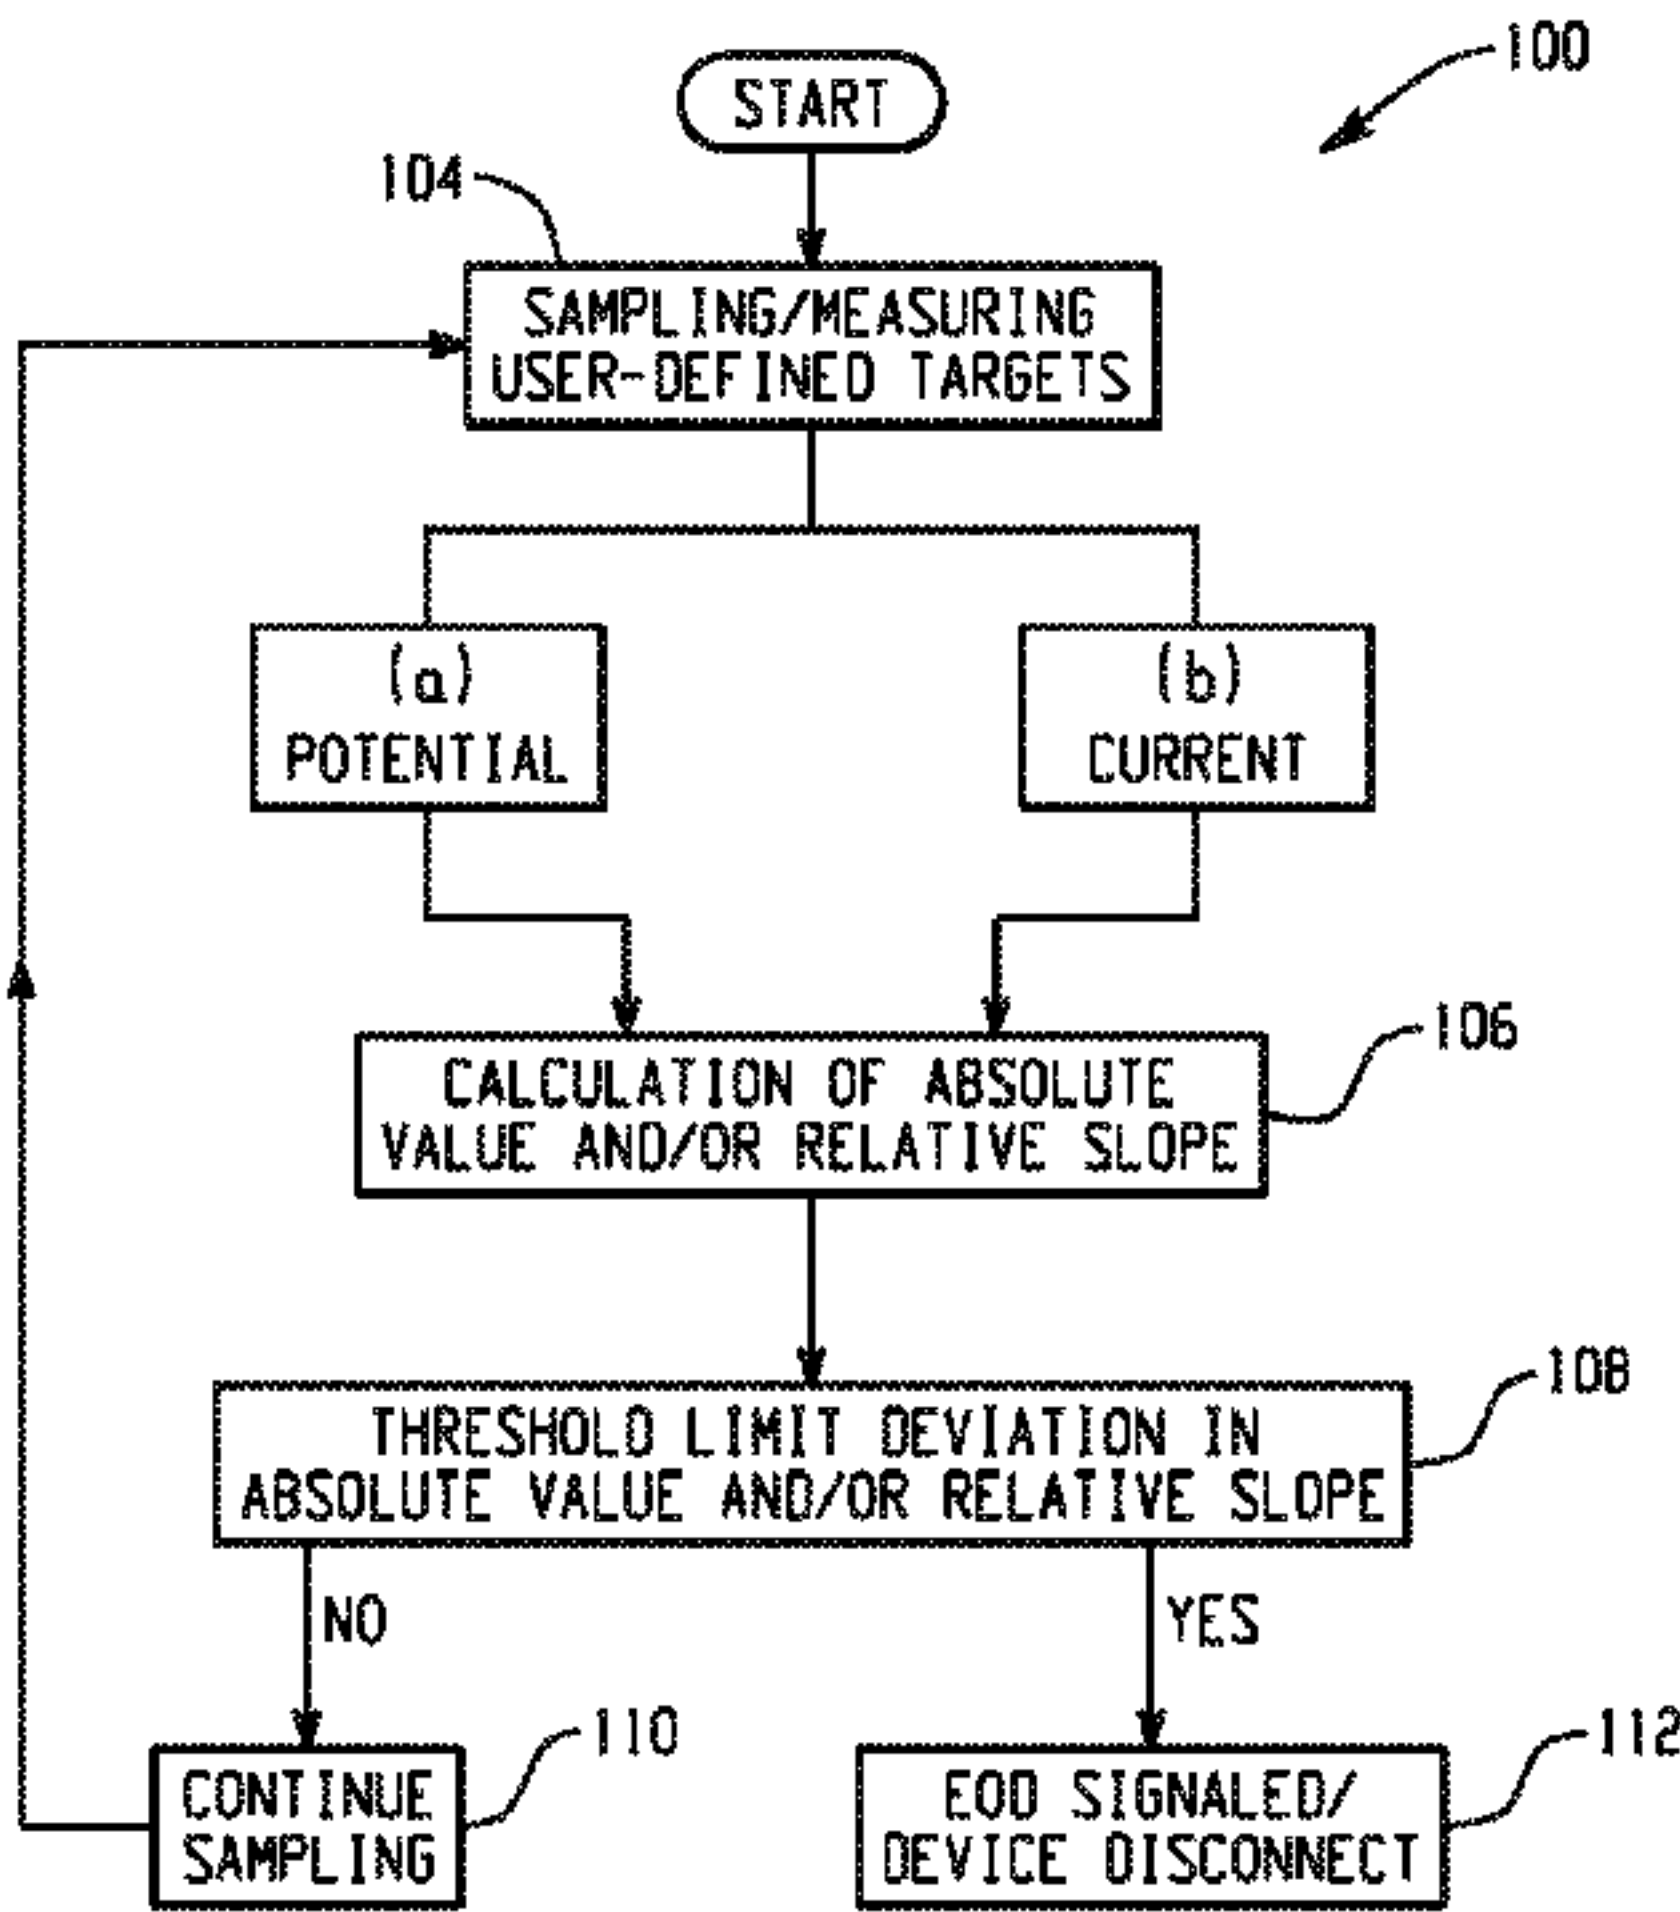 100
START
104
SAMPLING/MEASURING
USER-DEFINED TARGETS
(a)
POTENTIAL
(b)
CURRENT
106
CALCULATION OF ABSOLUTE
VALUE AND/OR RELATIVE SLOPE
108
THRESHOLD LIMIT DEVIATION IN
ABSOLUTE VALUE AND/OR RELATIVE SLOPE
NO
YES
110
CONTINUE
SAMPLING
112
EOD SIGNALED/
DEVICE DISCONNECT